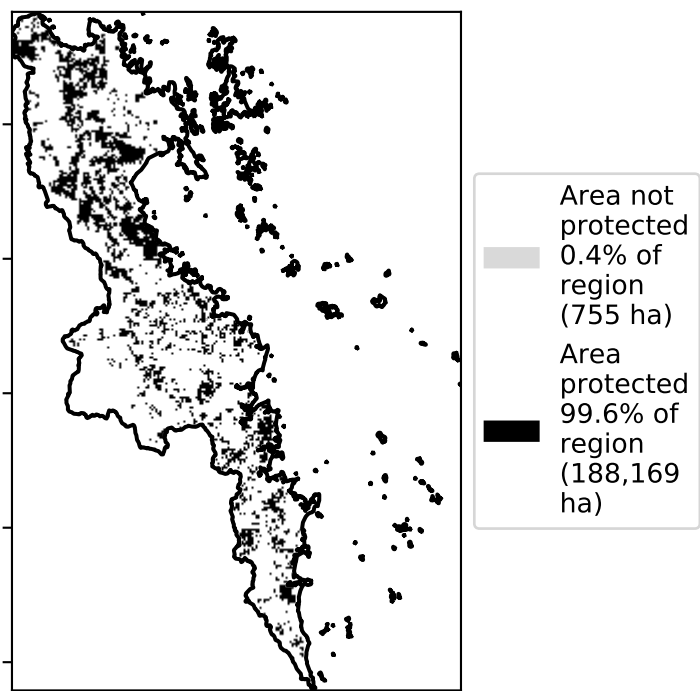 Area not
protected
0.4% of
region
(755 ha)
Area
protected
99.6% of
region
(188,169
ha)